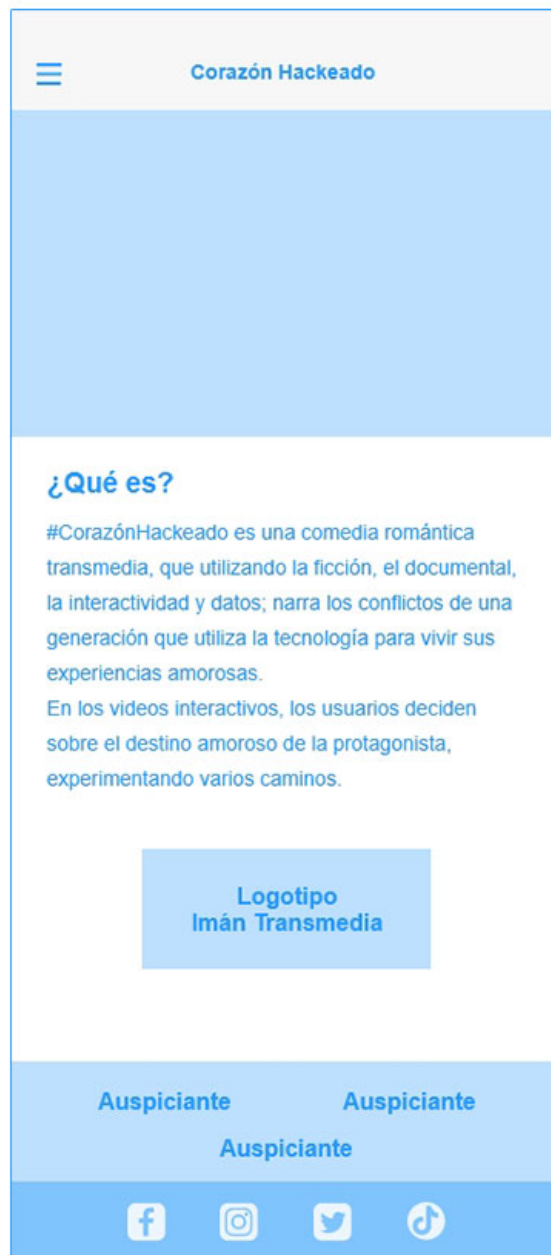 Corazón Hackeado
¿Qué es?
#CorazónHackeado es una comedia romántica
transmedia, que utilizando la ficción, el documental,
la interactividad y datos; narra los conflictos de una
generación que utiliza la tecnología para vivir sus
experiencias amorosas.
En los videos interactivos, los usuarios deciden
sobre el destino amoroso de la protagonista,
experimentando varios caminos.
Logotipo
Imán Transmedia
Auspiciante Auspiciante
Auspiciante